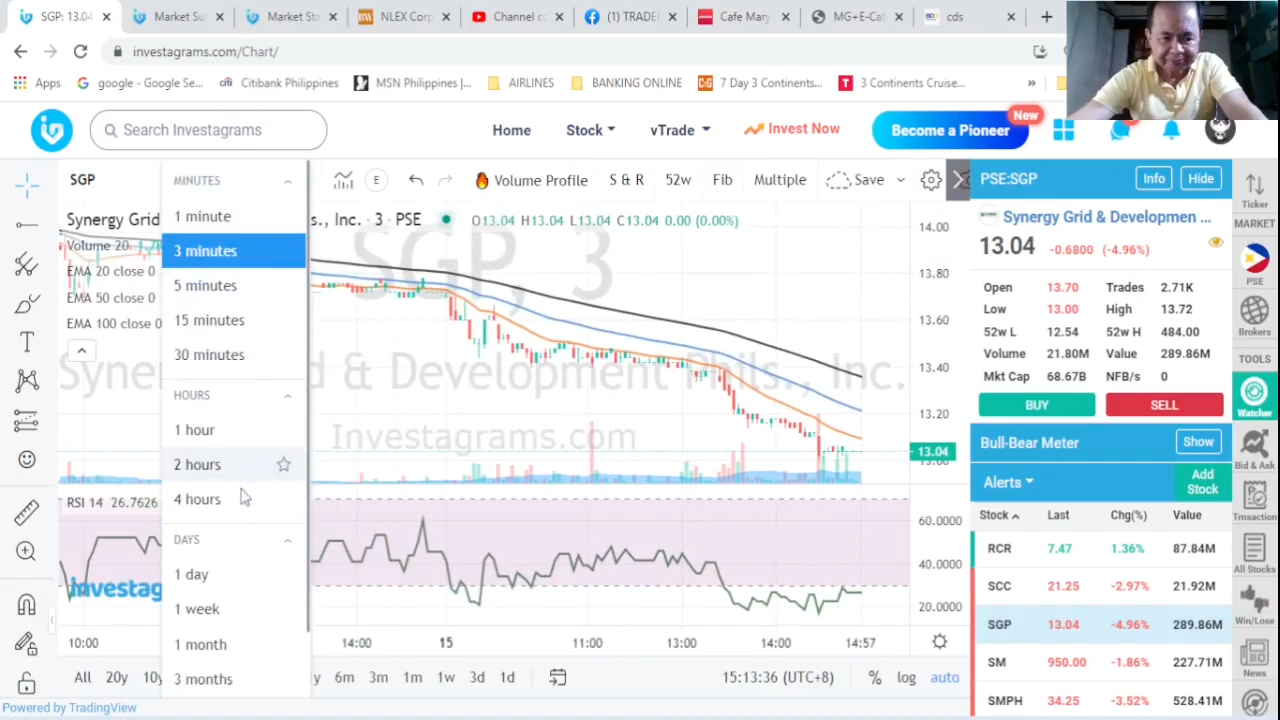 SGP: 13.04
Market Su
Market Sta
NLEX Corp
Channel co
(1) TRADE
Cafe Mary
MG+E-Caf
cds
investagrams.com/Chart/
Apps
google - Google Se...
Citibank Philippines
MSN Philippines |...
AIRLINES
BANKING ONLINE
7 Day 3 Continents...
3 Continents Cruise...
»
Search Investagrams
Home
Stock
vTrade
Invest Now
Become a Pioneer
New
SGP
MINUTES
1 minute
3 minutes
5 minutes
15 minutes
30 minutes
HOURS
1 hour
2 hours
4 hours
DAYS
1 day
1 week
1 month
3 months
E
Volume Profile
S & R
52w
Fib
Multiple
Save
Synergy Grid
s., Inc. · 3 · PSE
O13.04 H13.04 L13.04 C13.04 0.00 (0.00%)
Volume 20
EMA 20 close 0
EMA 50 close 0
EMA 100 close 0
SGP, 3
Synergy Grid & Development Phils., Inc.
Investagrams.com
14.00
13.80
13.60
13.40
13.20
13.04
13.00
RSI 14 26.7626
60.0000
40.0000
20.0000
Investag
10:00
14:00
15
11:00
13:00
14:00
14:57
All
20y
10y
y
6m
3m
1m
1w
3d
1d
15:13:36 (UTC+8)
%
log
auto
Powered by TradingView
PSE:SGP
Info
Hide
Synergy Grid & Developmen ...
13.04 -0.6800 (-4.96%)
Open 13.70 Trades 2.71K
Low 13.00 High 13.72
52w L 12.54 52w H 484.00
Volume 21.80M Value 289.86M
Mkt Cap 68.67B NFB/s 0
BUY
SELL
Bull-Bear Meter
Show
Alerts
Add Stock
Stock Last Chg(%) Value
RCR 7.47 1.36% 87.84M
SCC 21.25 -2.97% 21.92M
SGP 13.04 -4.96% 289.86M
SM 950.00 -1.86% 227.71M
SMPH 34.25 -3.52% 528.41M
Ticker
MARKET
PSE
Brokers
TOOLS
Watcher
Bid & Ask
Trnsaction
All Stocks
Win/Lose
News